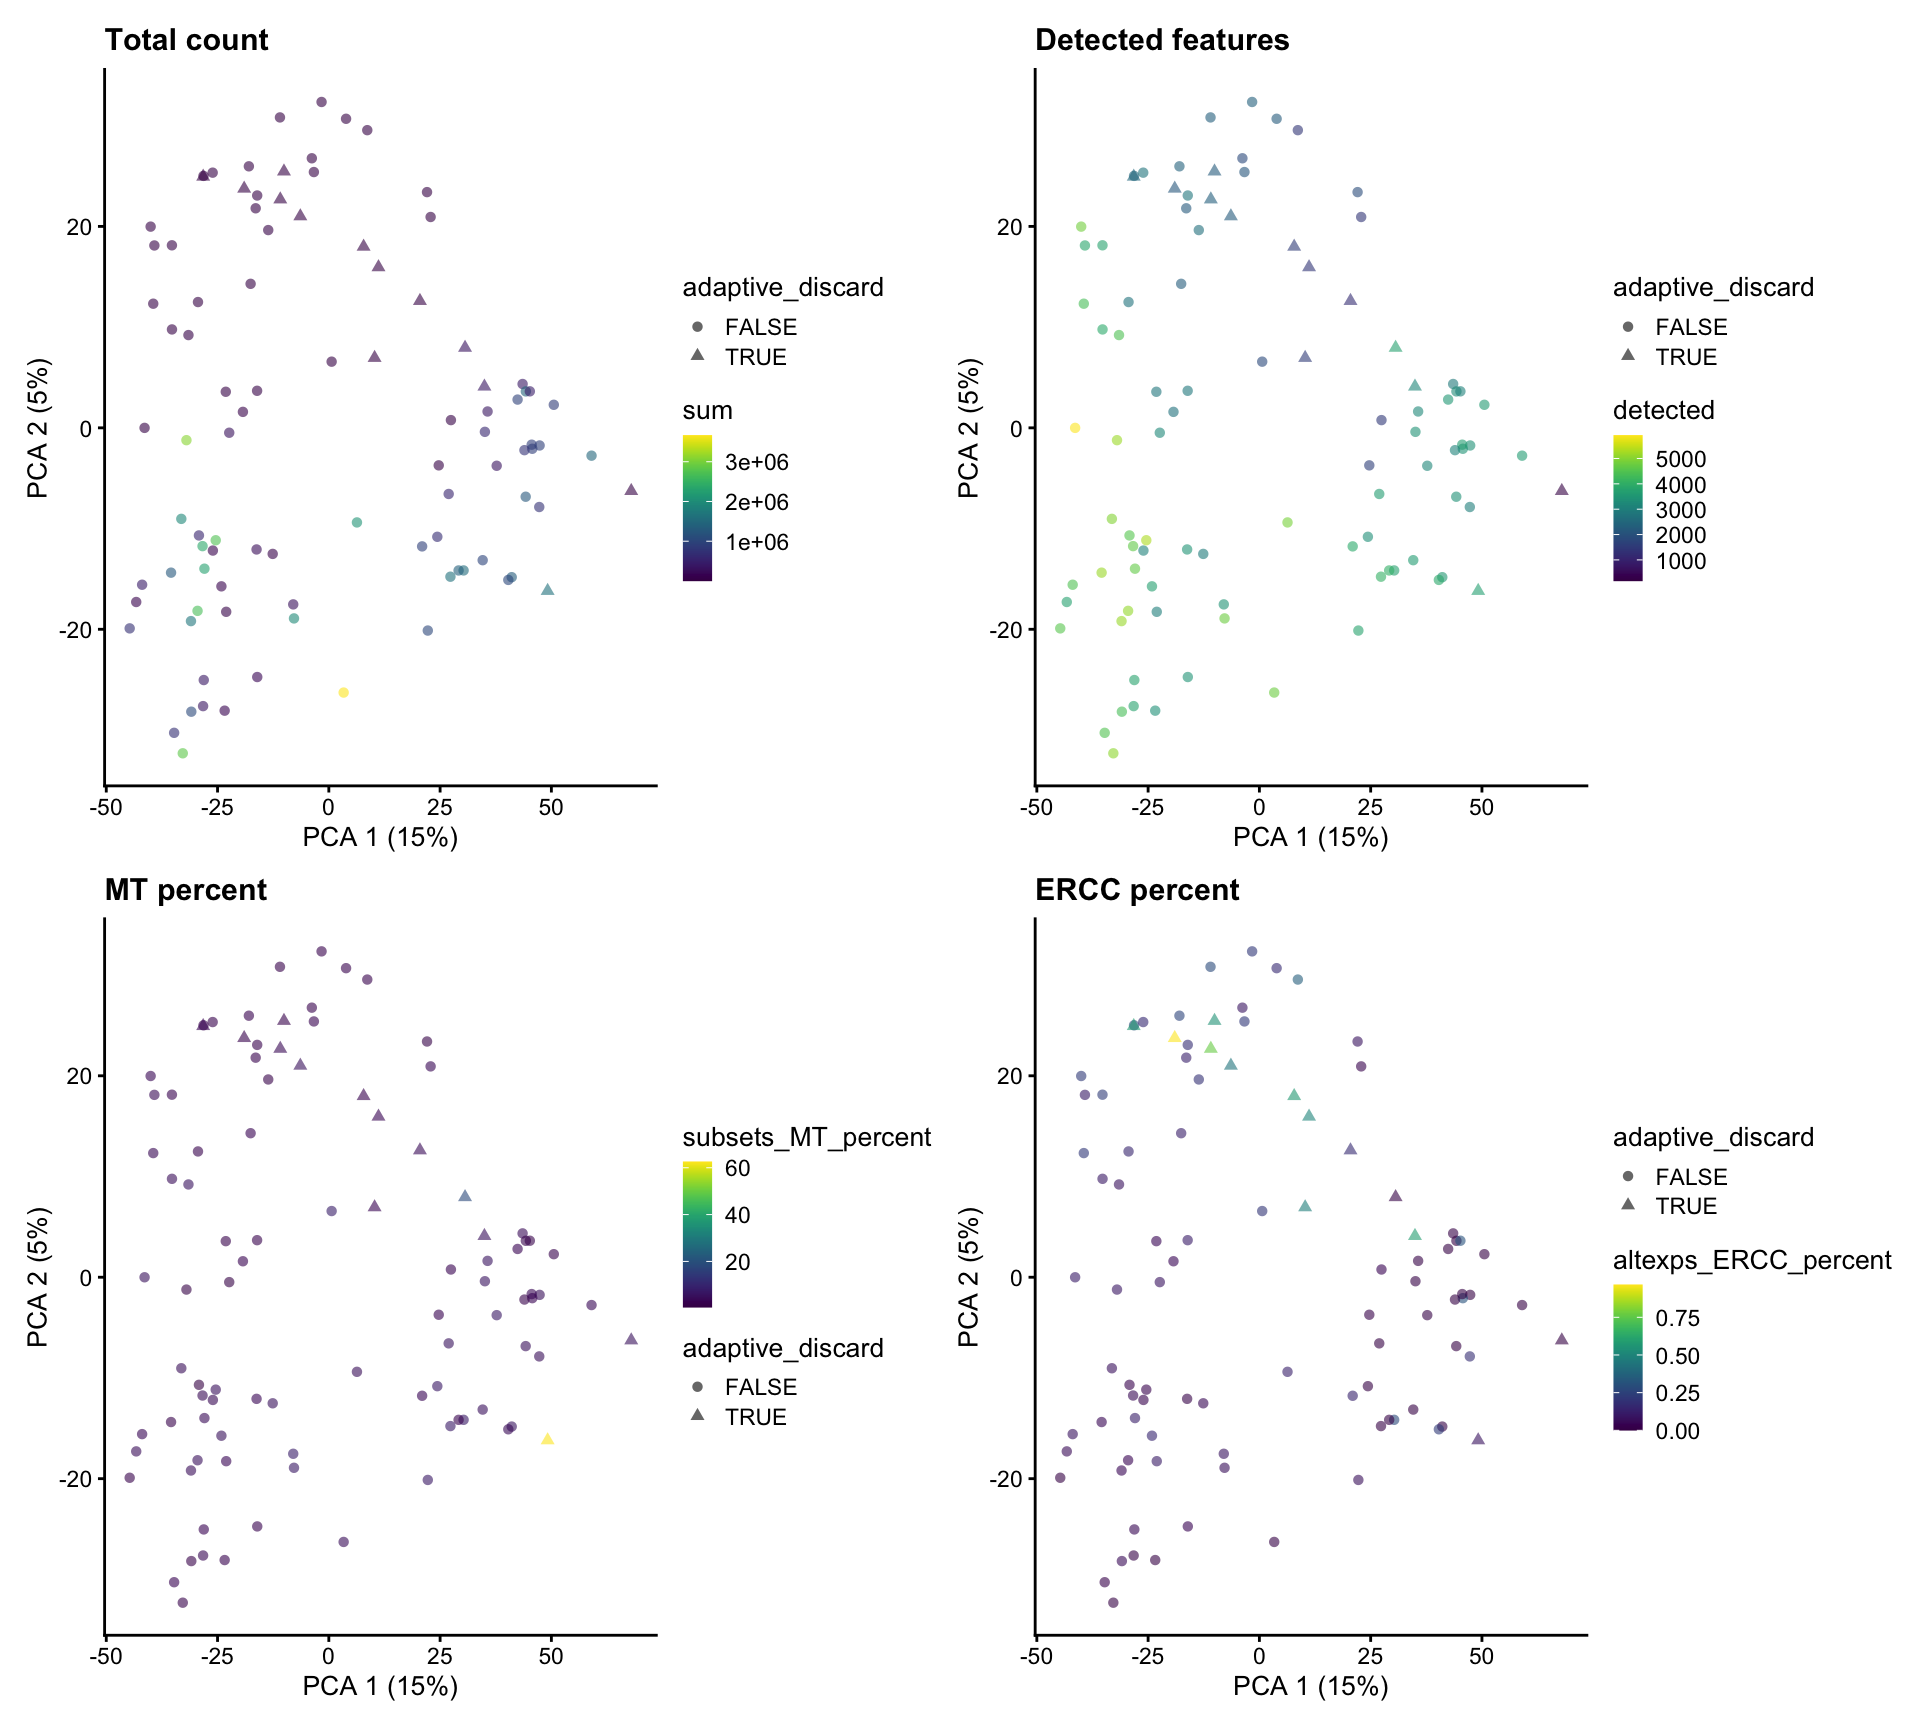 Total count
20
0
-20
PCA 2 (5%)
-50 -25 0 25 50
PCA 1 (15%)
adaptive_discard
FALSE
TRUE
sum
3e+06
2e+06
1e+06
Detected features
20
0
-20
PCA 2 (5%)
-50 -25 0 25 50
PCA 1 (15%)
adaptive_discard
FALSE
TRUE
detected
5000
4000
3000
2000
1000
MT percent
20
0
-20
PCA 2 (5%)
-50 -25 0 25 50
PCA 1 (15%)
subsets_MT_percent
60
40
20
adaptive_discard
FALSE
TRUE
ERCC percent
20
0
-20
PCA 2 (5%)
-50 -25 0 25 50
PCA 1 (15%)
adaptive_discard
FALSE
TRUE
altexps_ERCC_percent
0.75
0.50
0.25
0.00